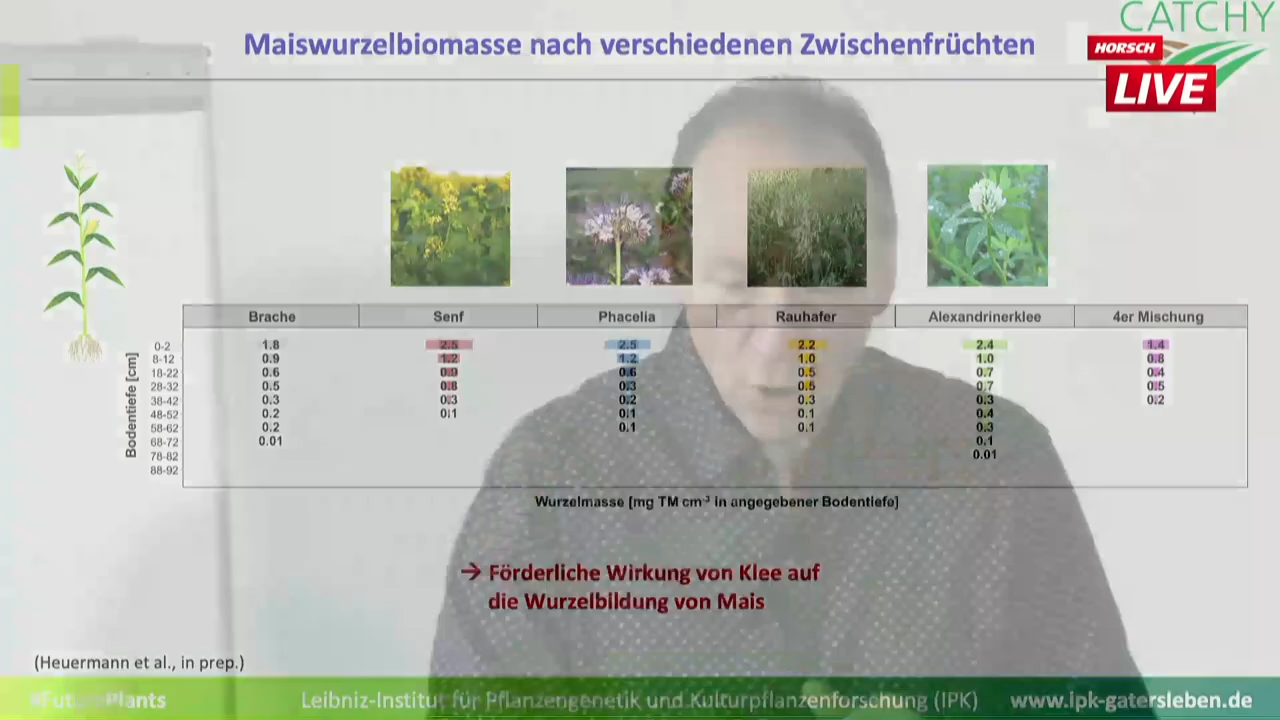 CATCHY
Maiswurzelbiomasse nach verschiedenen Zwischenfrüchten
HORSCH
LIVE
Brache Senf Phacelia Rauhafer Alexandrinerklee 4er Mischung
Bodentiefe [cm]
0-2 1.8 2.5 2.5 2.2 2.4 1.4
8-12 0.9 1.2 1.2 1.0 1.0 0.8
18-22 0.6 0.9 0.6 0.5 0.7 0.4
28-32 0.5 0.8 0.3 0.5 0.7 0.5
38-42 0.3 0.3 0.2 0.3 0.3 0.2
48-52 0.2 0.1 0.1 0.1 0.4
58-62 0.2 0.1 0.1 0.3
68-72 0.01 0.1
78-82 0.01
88-92
Wurzelmasse [mg TM cm⁻³ in angegebener Bodentiefe]
→ Förderliche Wirkung von Klee auf
die Wurzelbildung von Mais
(Heuermann et al., in prep.)
#FuturePlants Leibniz-Institut für Pflanzengenetik und Kulturpflanzenforschung (IPK) www.ipk-gatersleben.de